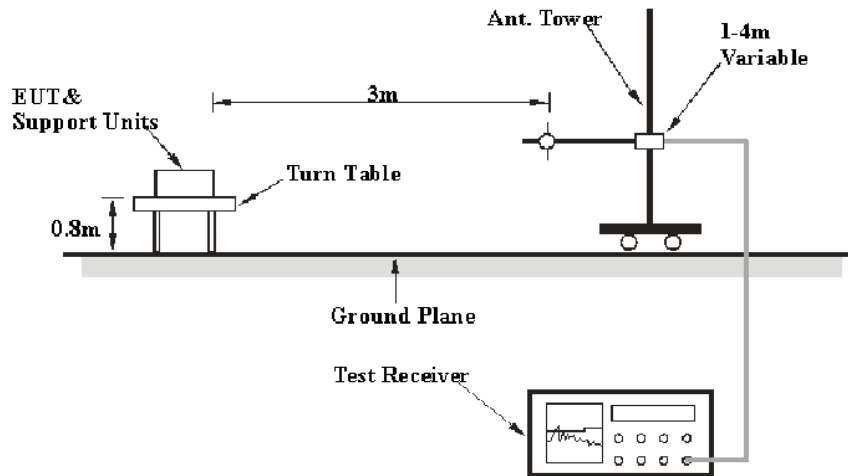 Ant. Tower
1-4m
Variable
3m
EUT&
Support Units
Turn Table
0.8m
Ground Plane
Test Receiver